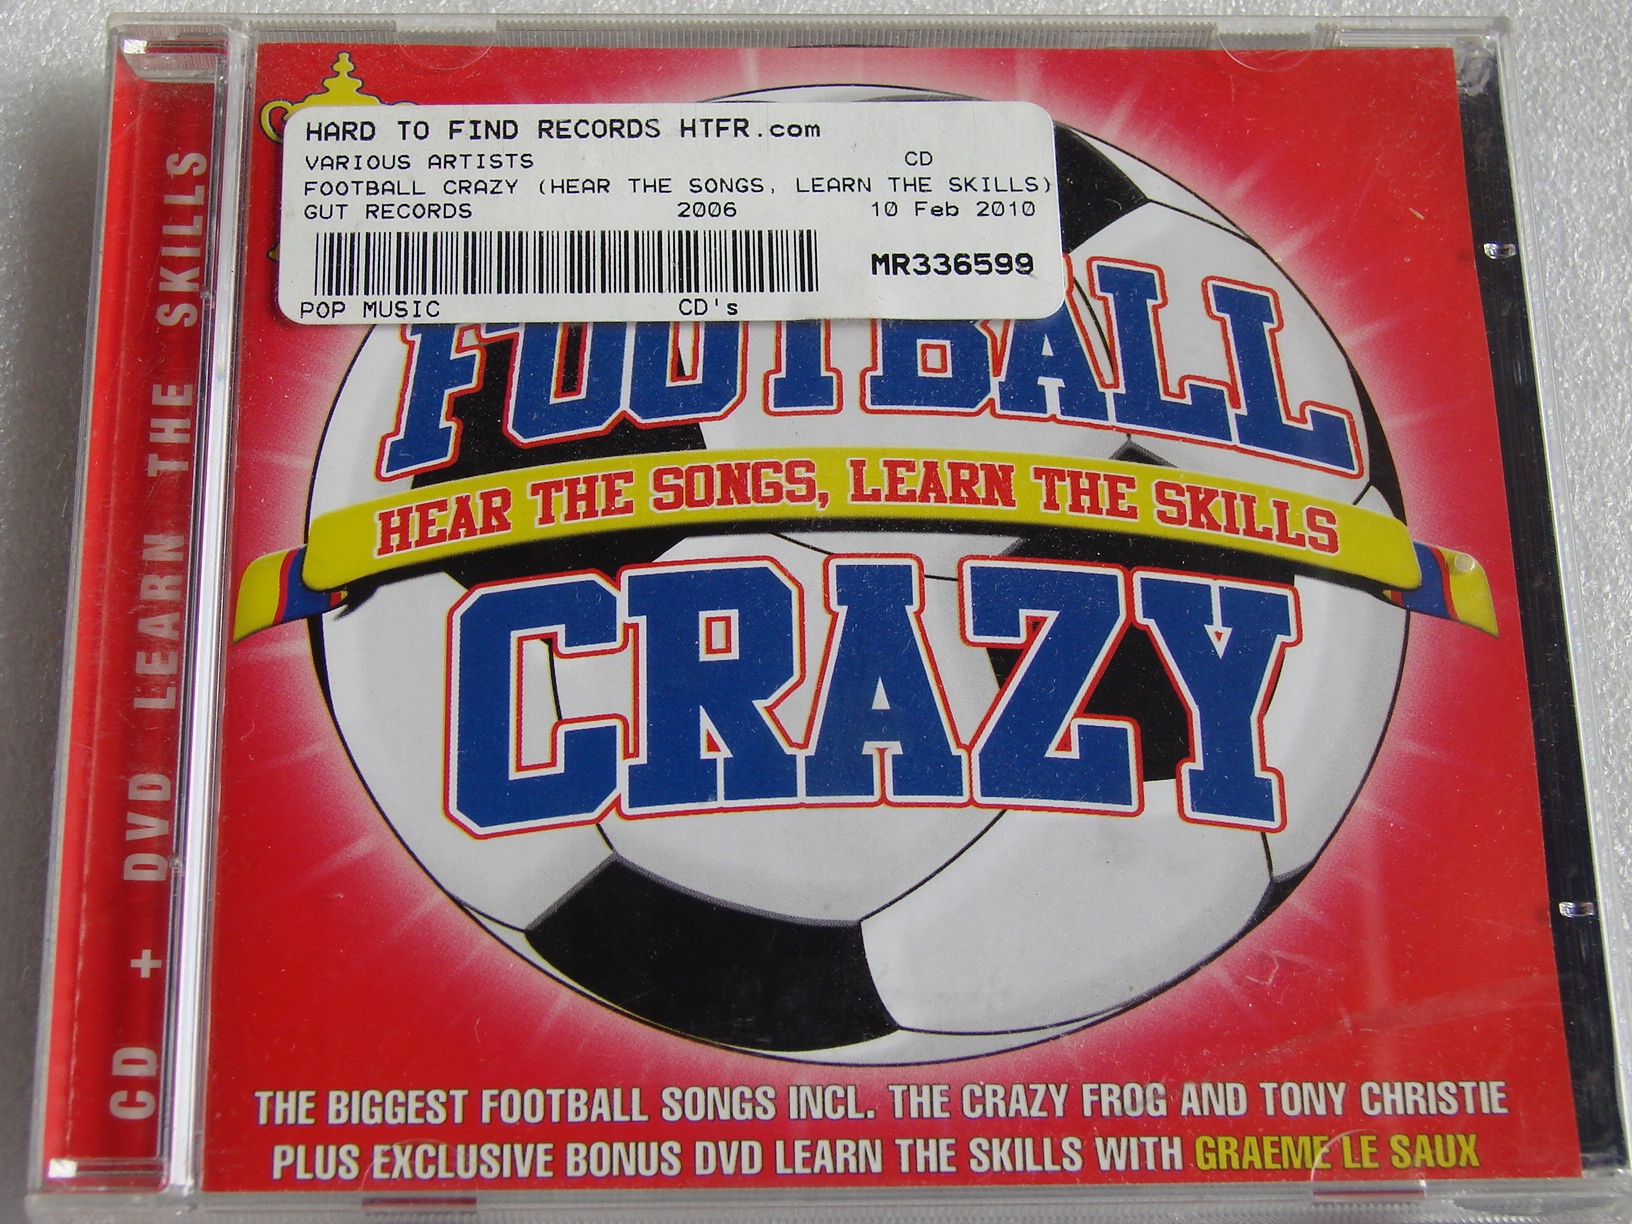 HARD TO FIND RECORDS HTFR.com
VARIOUS ARTISTS CD
FOOTBALL CRAZY (HEAR THE SONGS, LEARN THE SKILLS)
GUT RECORDS 2006 10 Feb 2010
MR336599
POP MUSIC CD's
FOOTBALL
HEAR THE SONGS, LEARN THE SKILLS
CRAZY
THE BIGGEST FOOTBALL SONGS INCL. THE CRAZY FROG AND TONY CHRISTIE
PLUS EXCLUSIVE BONUS DVD LEARN THE SKILLS WITH GRAEME LE SAUX
CD + DVD LEARN THE SKILLS